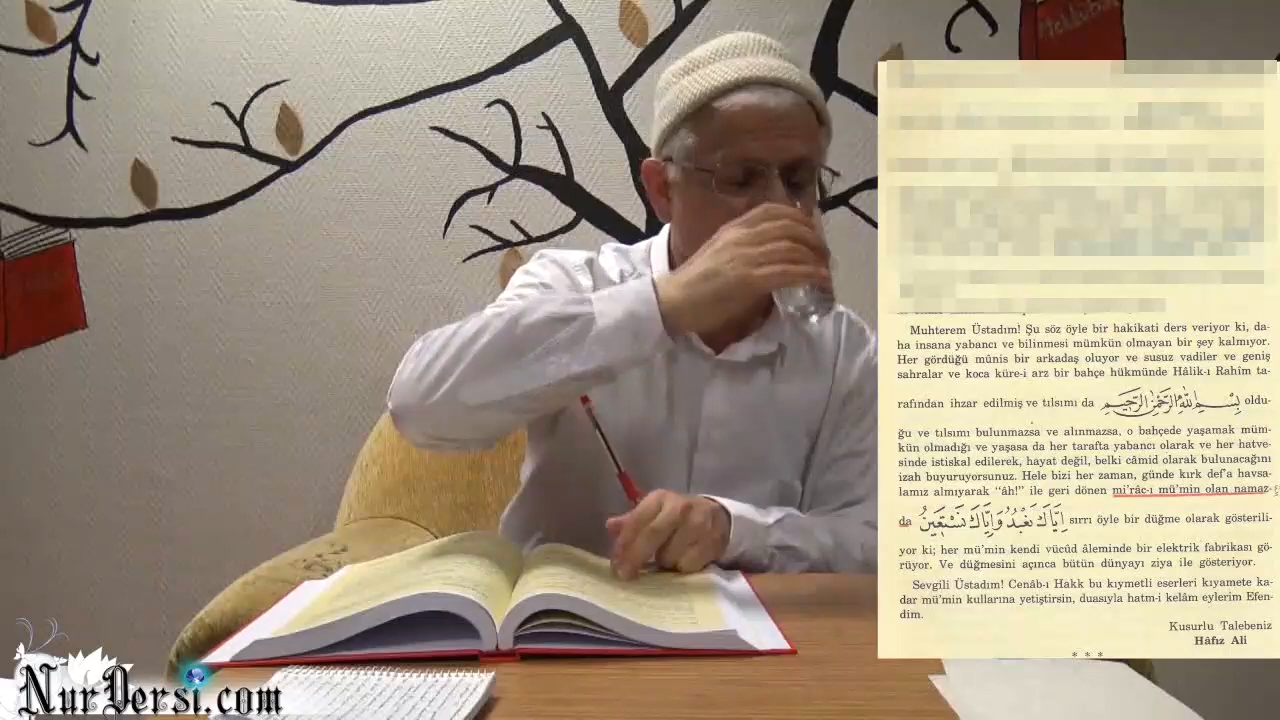 Mektubat
Muhterem Üstadım! Şu söz öyle bir hakikati ders veriyor ki, da-
ha insana yabancı ve bilinmesi mümkün olmayan bir şey kalmıyor.
Her gördüğü mûnis bir arkadaş oluyor ve susuz vadiler ve geniş
sahralar ve koca küre-i arz bir bahçe hükmünde Hâlik-ı Rahîm ta-
rafından ihzar edilmiş ve tılsımı da بِسْمِ اللّٰهِ الرَّحْمٰنِ الرَّحِيمِ oldu-
ğu ve tılsımı bulunmazsa ve alınmazsa, o bahçede yaşamak müm-
kün olmadığı ve yaşasa da her tarafta yabancı olarak ve her hatve-
sinde istiskal edilerek, hayat değil, belki câmid olarak bulunacağını
izah buyuruyorsunuz. Hele bizi her zaman, günde kırk def'a havsa-
lamız almıyarak "âh!" ile geri dönen mi'râc-ı mü'min olan namaz-
da اِيَّاكَ نَعْبُدُ وَاِيَّاكَ نَسْتَعِينُ sırrı öyle bir düğme olarak gösterili-
yor ki; her mü'min kendi vücûd âleminde bir elektrik fabrikası gö-
rüyor. Ve düğmesini açınca bütün dünyayı ziya ile gösteriyor.
Sevgili Üstadım! Cenâb-ı Hakk bu kıymetli eserleri kıyamete ka-
dar mü'min kullarına yetiştirsin, duasıyla hatm-i kelâm eylerim Efen-
dim.
Kusurlu Talebeniz
Hâfız Ali
* * *
NurDersi.com